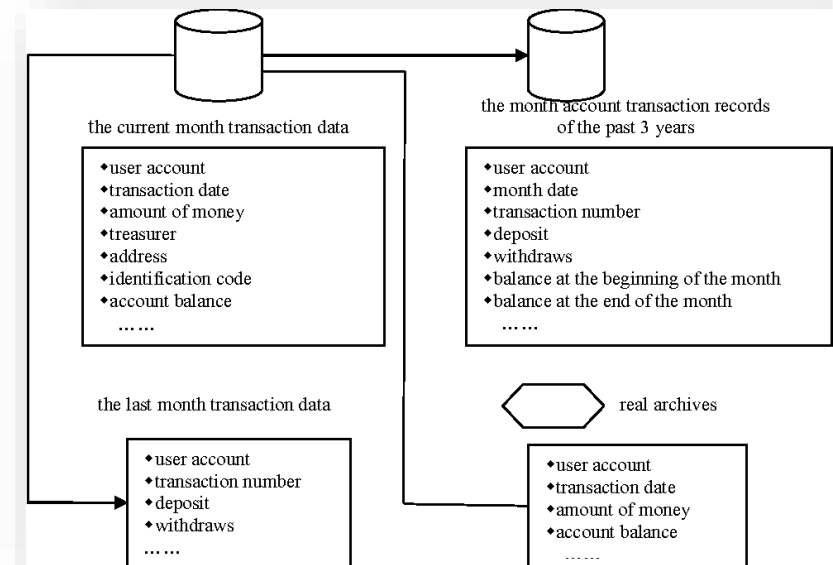 the current month transaction data
◆user account
◆transaction date
◆amount of money
◆treasurer
◆address
◆identification code
◆account balance
… …
the month account transaction records
of the past 3 years
◆user account
◆month date
◆transaction number
◆deposit
◆withdraws
◆balance at the beginning of the month
◆balance at the end of the month
… …
the last month transaction data
◆user account
◆transaction number
◆deposit
◆withdraws
… …
real archives
◆user account
◆transaction date
◆amount of money
◆account balance
… …